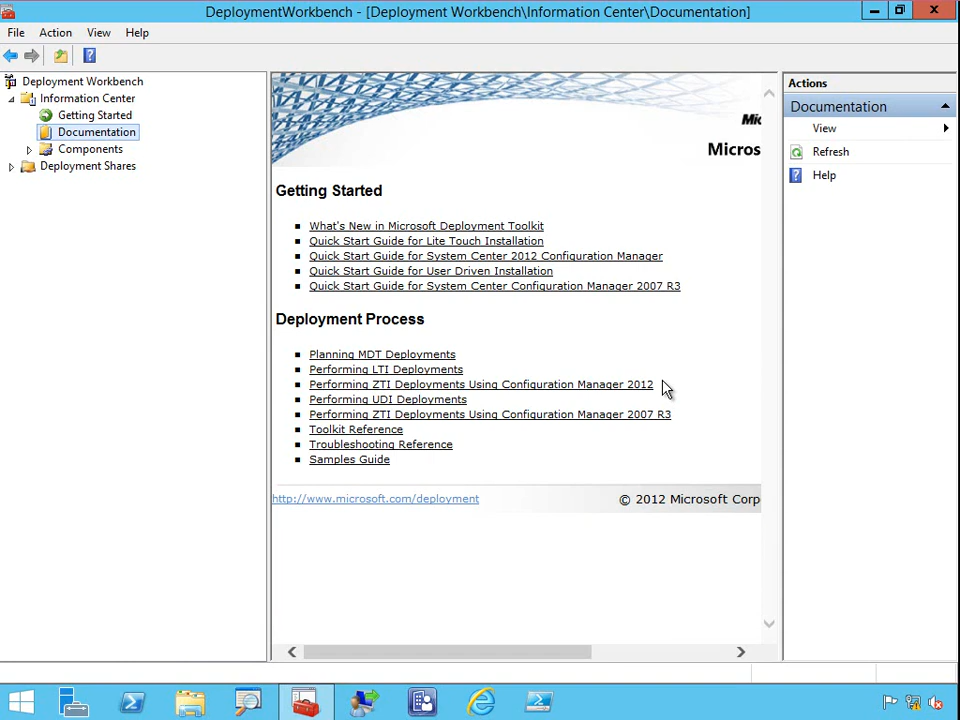 DeploymentWorkbench - [Deployment Workbench\Information Center\Documentation]
File Action View Help
Deployment Workbench
Information Center
Getting Started
Documentation
Components
Deployment Shares
Mic
Micros
Getting Started
What's New in Microsoft Deployment Toolkit
Quick Start Guide for Lite Touch Installation
Quick Start Guide for System Center 2012 Configuration Manager
Quick Start Guide for User Driven Installation
Quick Start Guide for System Center Configuration Manager 2007 R3
Deployment Process
Planning MDT Deployments
Performing LTI Deployments
Performing ZTI Deployments Using Configuration Manager 2012
Performing UDI Deployments
Performing ZTI Deployments Using Configuration Manager 2007 R3
Toolkit Reference
Troubleshooting Reference
Samples Guide
http://www.microsoft.com/deployment
© 2012 Microsoft Corp
Actions
Documentation
View
Refresh
Help